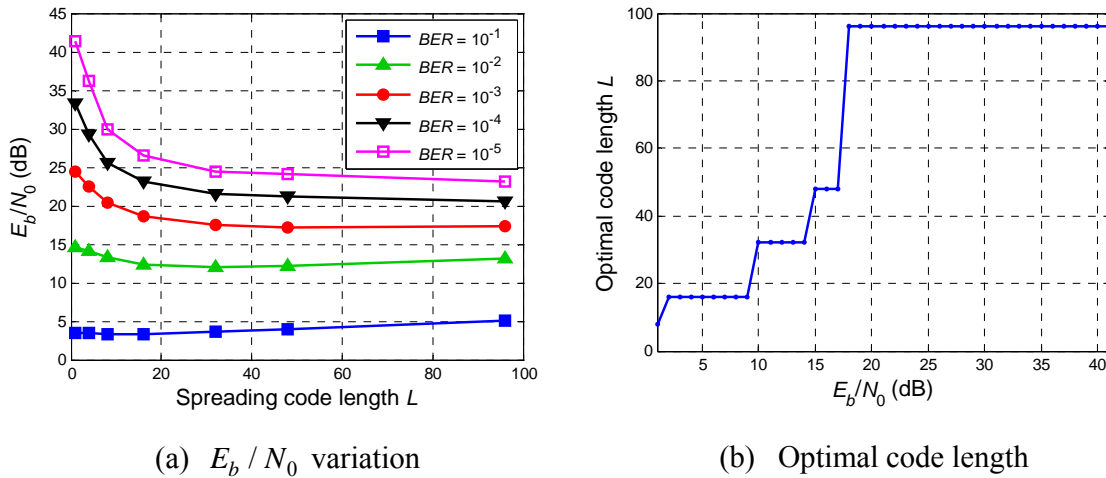 45
40
35
30
25
20
15
10
5
0
E_b/N_0 (dB)
BER = 10^-1
BER = 10^-2
BER = 10^-3
BER = 10^-4
BER = 10^-5
0 20 40 60 80 100
Spreading code length L
(a) E_b / N_0 variation
100
80
60
40
20
0
Optimal code length L
5 10 15 20 25 30 35 40
E_b/N_0 (dB)
(b) Optimal code length